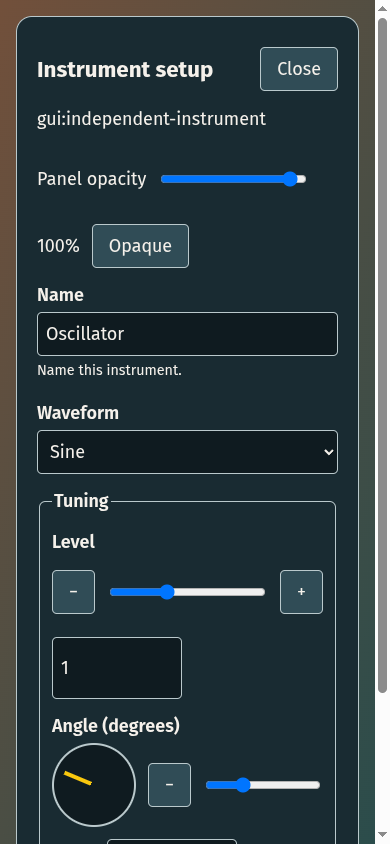 Instrument setup
Close
gui:independent-instrument
Panel opacity
100%
Opaque
Name
Oscillator
Name this instrument.
Waveform
Sine
Tuning
Level
−
+
1
Angle (degrees)
−